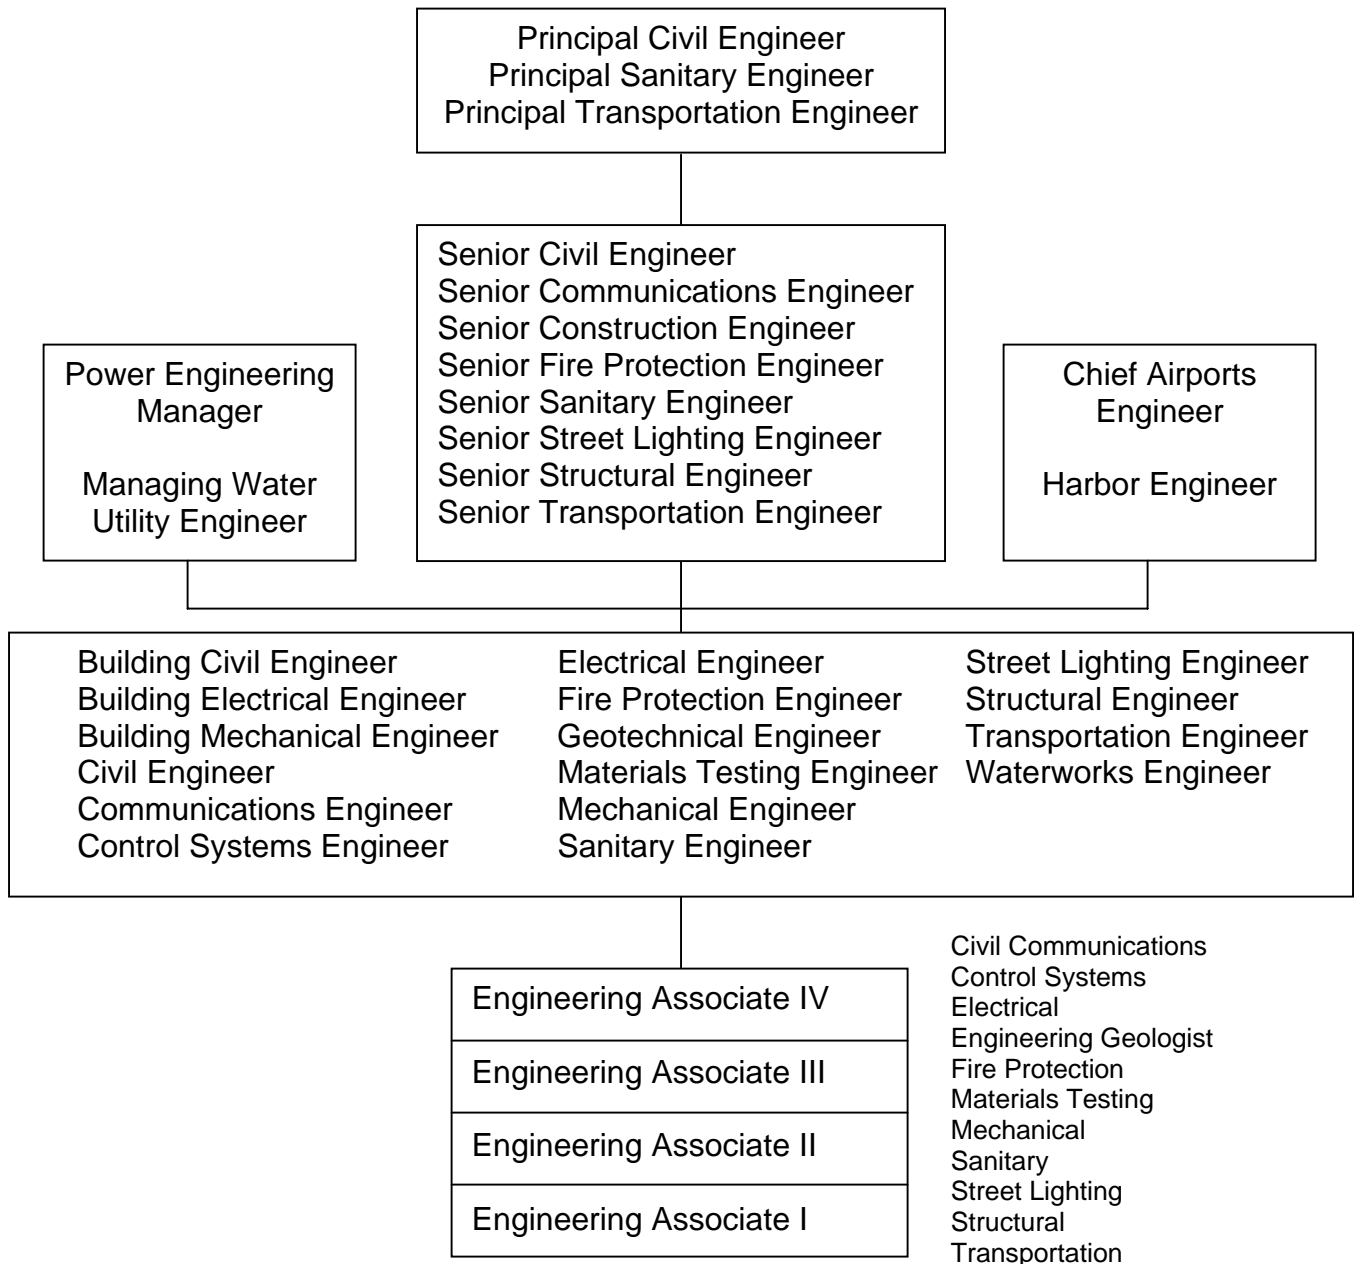 Principal Civil Engineer
Principal Sanitary Engineer
Principal Transportation Engineer
Senior Civil Engineer
Senior Communications Engineer
Senior Construction Engineer
Senior Fire Protection Engineer
Senior Sanitary Engineer
Senior Street Lighting Engineer
Senior Structural Engineer
Senior Transportation Engineer
Power Engineering
Manager
Managing Water
Utility Engineer
Chief Airports
Engineer
Harbor Engineer
Building Civil Engineer
Building Electrical Engineer
Building Mechanical Engineer
Civil Engineer
Communications Engineer
Control Systems Engineer
Electrical Engineer
Fire Protection Engineer
Geotechnical Engineer
Materials Testing Engineer
Mechanical Engineer
Sanitary Engineer
Street Lighting Engineer
Structural Engineer
Transportation Engineer
Waterworks Engineer
Engineering Associate IV
Engineering Associate III
Engineering Associate II
Engineering Associate I
Civil Communications
Control Systems
Electrical
Engineering Geologist
Fire Protection
Materials Testing
Mechanical
Sanitary
Street Lighting
Structural
Transportation